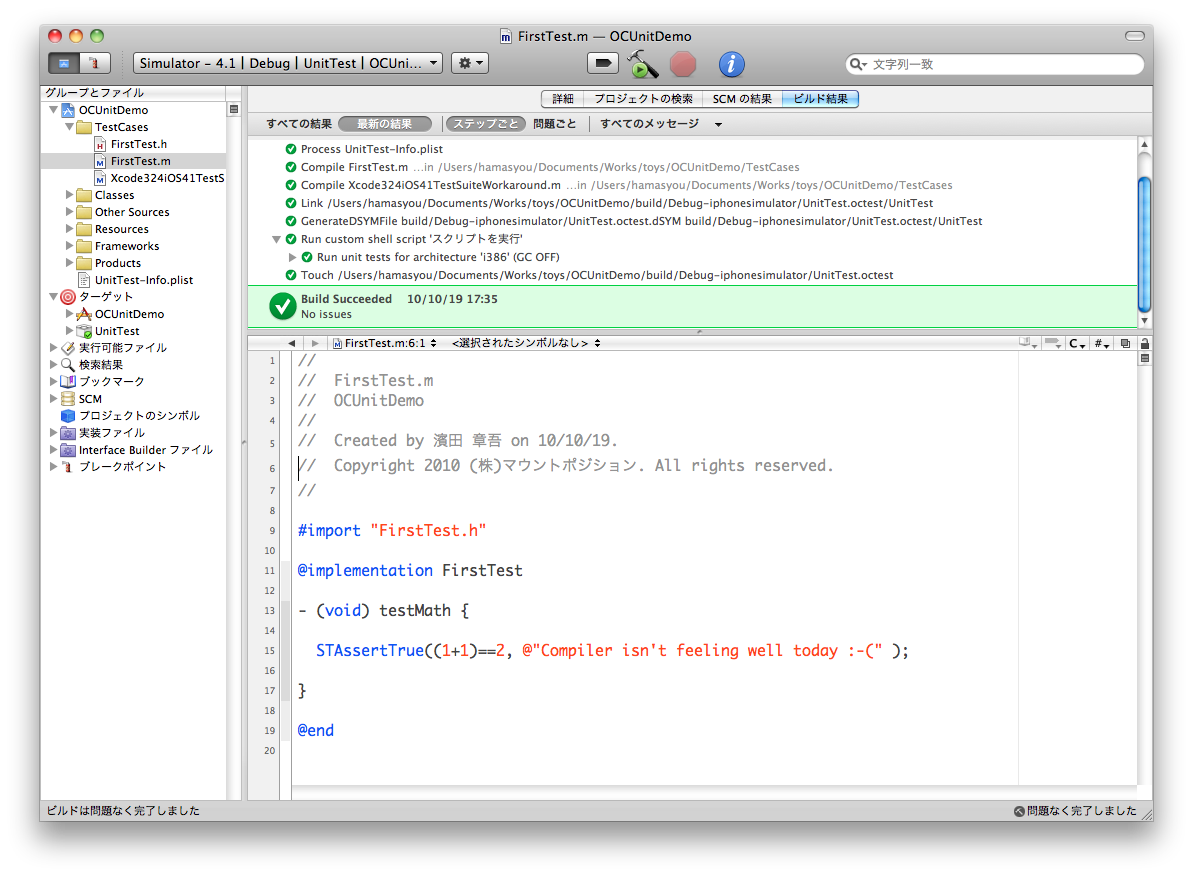 FirstTest.m — OCUnitDemo
Simulator – 4.1 | Debug | UnitTest | OCUni...
文字列一致
グループとファイル
OCUnitDemo
TestCases
FirstTest.h
FirstTest.m
Xcode324iOS41TestS
Classes
Other Sources
Resources
Frameworks
Products
UnitTest-Info.plist
ターゲット
OCUnitDemo
UnitTest
実行可能ファイル
検索結果
ブックマーク
SCM
プロジェクトのシンボル
実装ファイル
Interface Builder ファイル
ブレークポイント
詳細 プロジェクトの検索 SCM の結果 ビルド結果
すべての結果 最新の結果 ステップごと 問題ごと すべてのメッセージ
Process UnitTest-Info.plist
Compile FirstTest.m ...in /Users/hamasyou/Documents/Works/toys/OCUnitDemo/TestCases
Compile Xcode324iOS41TestSuiteWorkaround.m ...in /Users/hamasyou/Documents/Works/toys/OCUnitDemo/TestCases
Link /Users/hamasyou/Documents/Works/toys/OCUnitDemo/build/Debug-iphonesimulator/UnitTest.octest/UnitTest
GenerateDSYMFile build/Debug-iphonesimulator/UnitTest.octest.dSYM build/Debug-iphonesimulator/UnitTest.octest/UnitTest
Run custom shell script 'スクリプトを実行'
Run unit tests for architecture 'i386' (GC OFF)
Touch /Users/hamasyou/Documents/Works/toys/OCUnitDemo/build/Debug-iphonesimulator/UnitTest.octest
Build Succeeded 10/10/19 17:35
No issues
FirstTest.m:6:1 <選択されたシンボルなし> C #
1 //
2 // FirstTest.m
3 // OCUnitDemo
4 //
5 // Created by 濱田 章吾 on 10/10/19.
6 // Copyright 2010 (株)マウントポジション. All rights reserved.
7 //
8
9 #import "FirstTest.h"
10
11 @implementation FirstTest
12
13 - (void) testMath {
14
15 STAssertTrue((1+1)==2, @"Compiler isn't feeling well today :-(" );
16
17 }
18
19 @end
20
ビルドは問題なく完了しました
問題なく完了しました